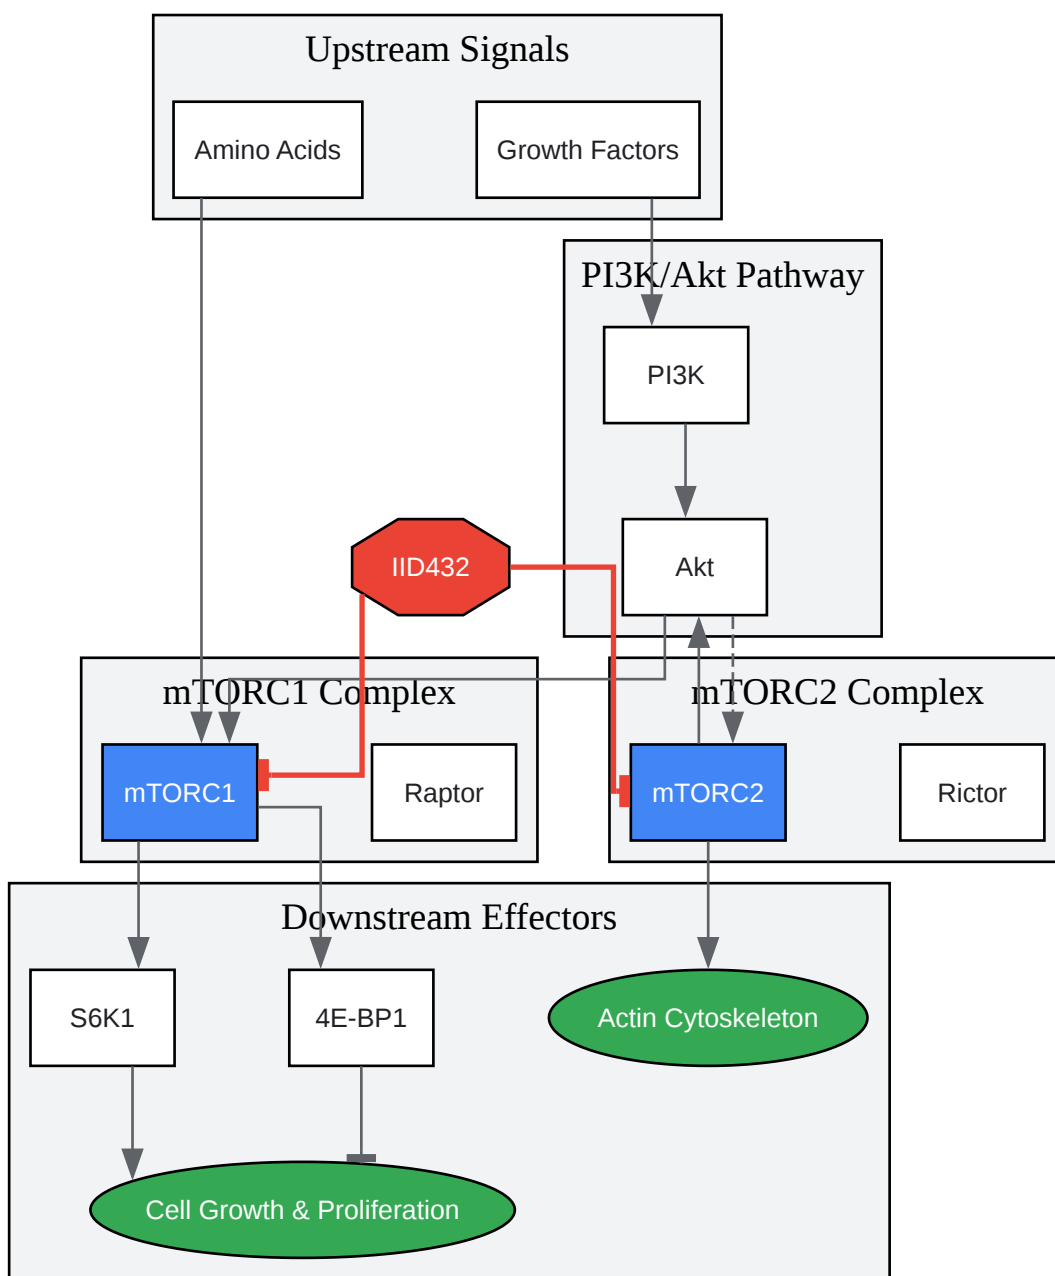 Upstream Signals
Amino Acids
Growth Factors
PI3K/Akt Pathway
PI3K
Akt
IID432
mTORC1 Complex
mTORC2 Complex
mTORC1
Raptor
mTORC2
Rictor
Downstream Effectors
S6K1
4E-BP1
Actin Cytoskeleton
Cell Growth & Proliferation